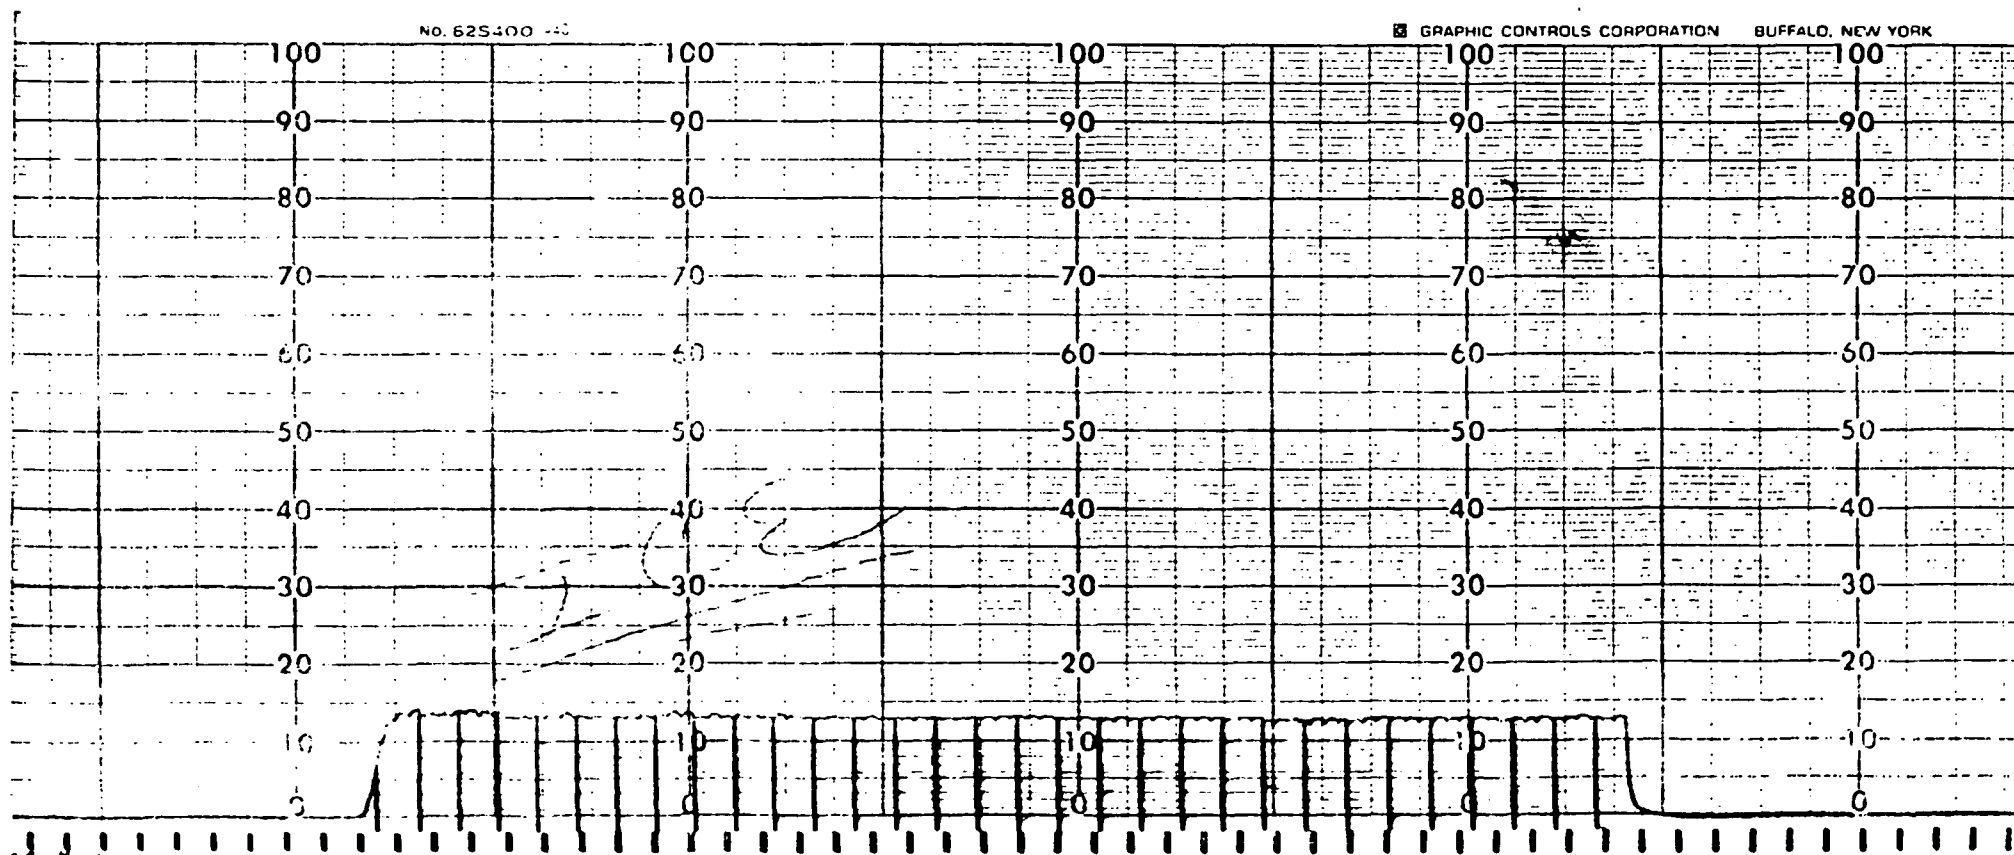 No. 62S400
GRAPHIC CONTROLS CORPORATION BUFFALO, NEW YORK
100 100 100 100 100
90 90 90 90 90
80 80 80 80 80
70 70 70 70 70
60 60 60 60 60
50 50 50 50
40 40 40 40 40
30 30 30 30 30
20 20 20 20 20
10 10 10 10 10
0 0 0 0 0